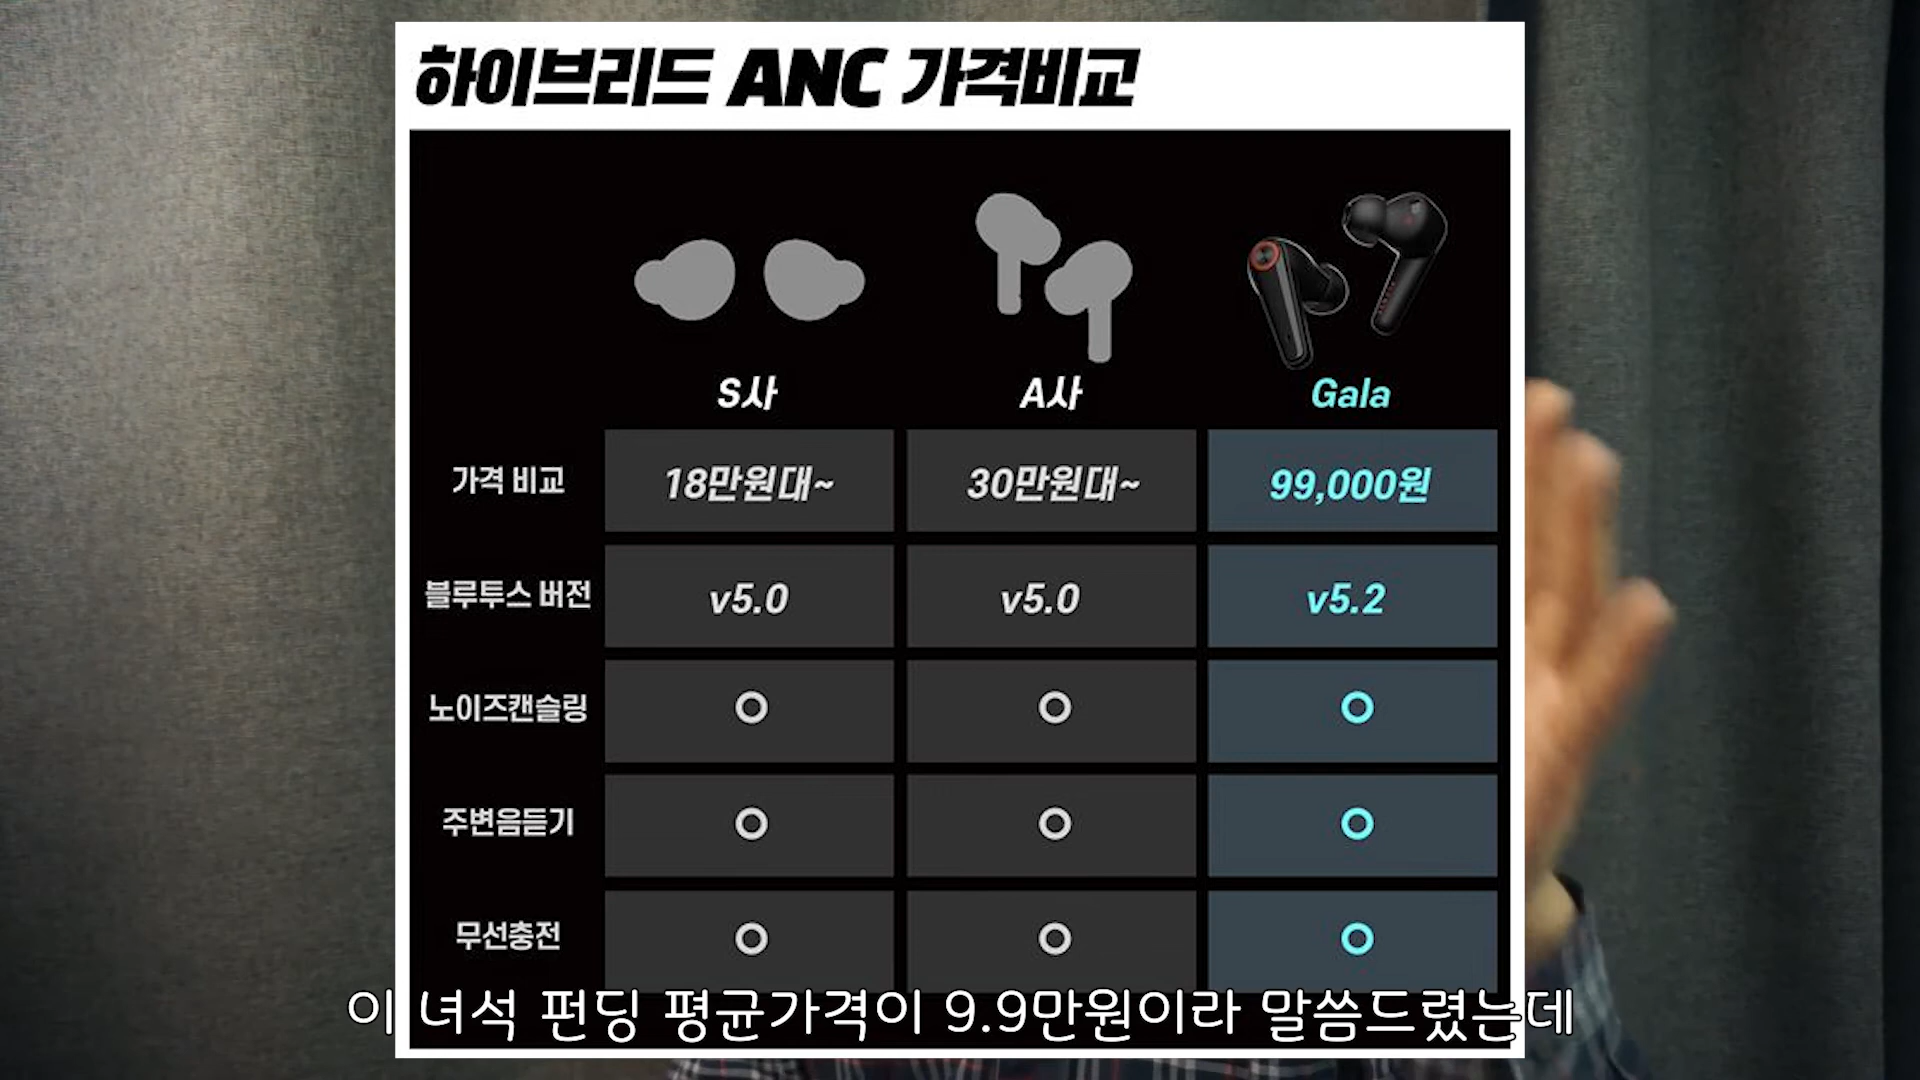 하이브리드 ANC 가격비교
S사 A사 Gala
가격 비교 18만원대~ 30만원대~ 99,000원
블루투스 버전 v5.0 v5.0 v5.2
노이즈캔슬링 O O O
주변음듣기 O O O
무선충전 O O O
이 녀석 펀딩 평균가격이 9.9만원이라 말씀드렸는데